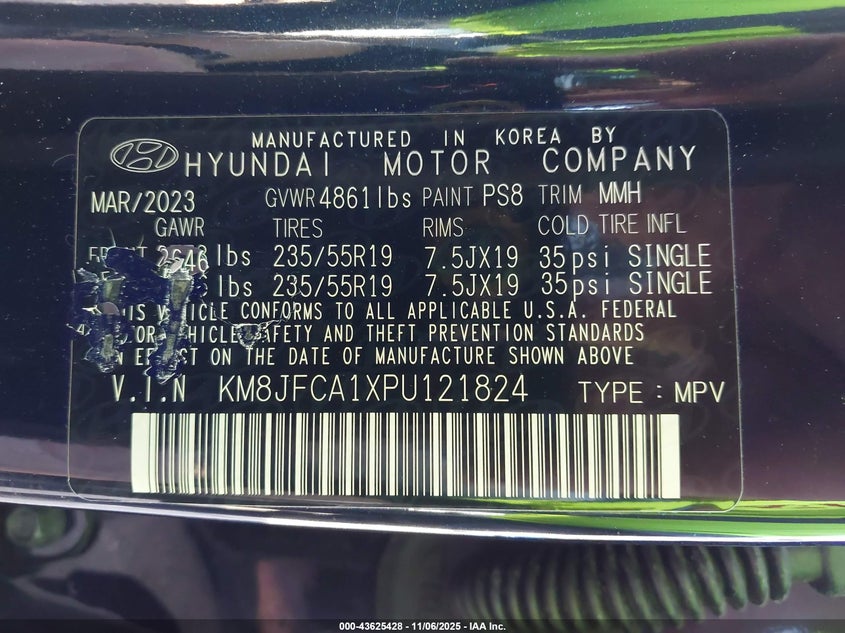 MANUFACTURED IN KOREA BY
HYUNDAI MOTOR COMPANY
MAR/2023 GVWR 4861lbs PAINT PS8 TRIM MMH
GAWR TIRES RIMS COLD TIRE INFL
lbs 235/55R19 7.5JX19 35psi SINGLE
lbs 235/55R19 7.5JX19 35psi SINGLE
CONFORMS TO ALL APPLICABLE U.S.A. FEDERAL
AND THEFT PREVENTION STANDARDS
ON THE DATE OF MANUFACTURE SHOWN ABOVE
V.I.N KM8JFCA1XPU121824 TYPE : MPV
000-43625428 - 11/06/2025 - IAA Inc.